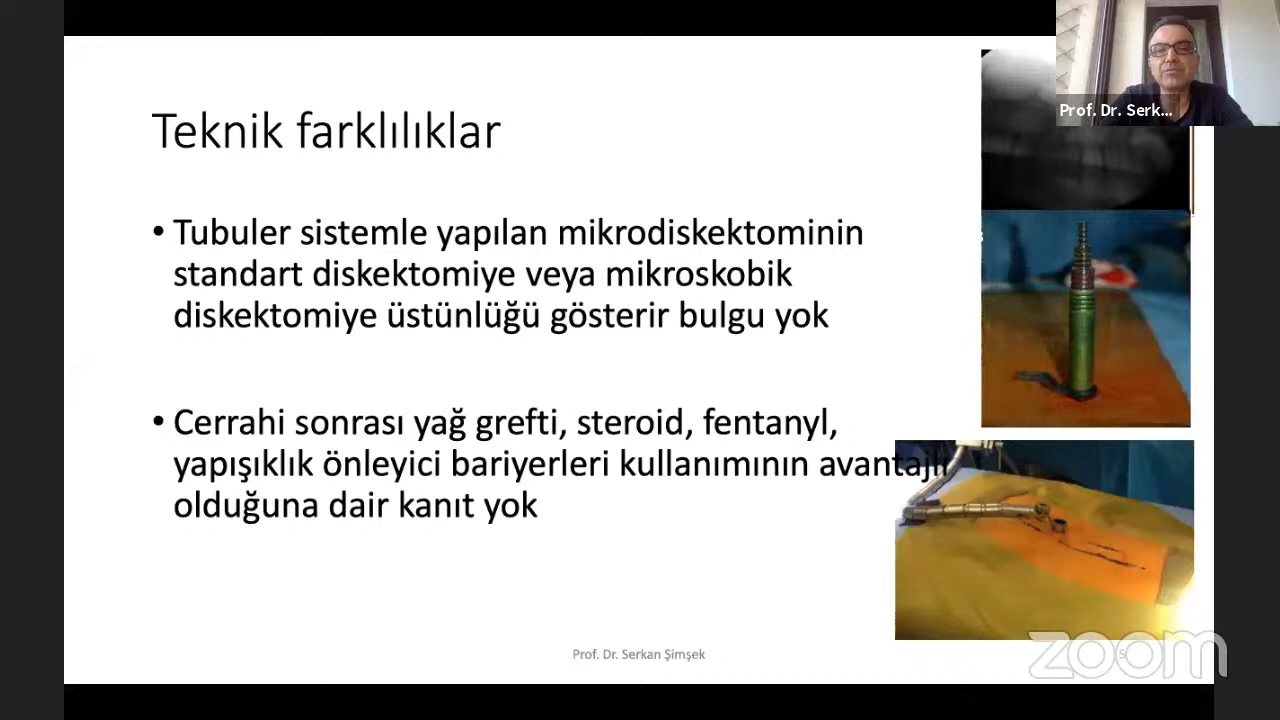 Prof. Dr. Serk...
Teknik farklılıklar
• Tubuler sistemle yapılan mikrodiskektominin
standart diskektomiye veya mikroskobik
diskektomiye üstünlüğü gösterir bulgu yok
• Cerrahi sonrası yağ grefti, steroid, fentanyl,
yapışıklık önleyici bariyerleri kullanımının avantajlı
olduğuna dair kanıt yok
Prof. Dr. Serkan Şimşek
5
zoom